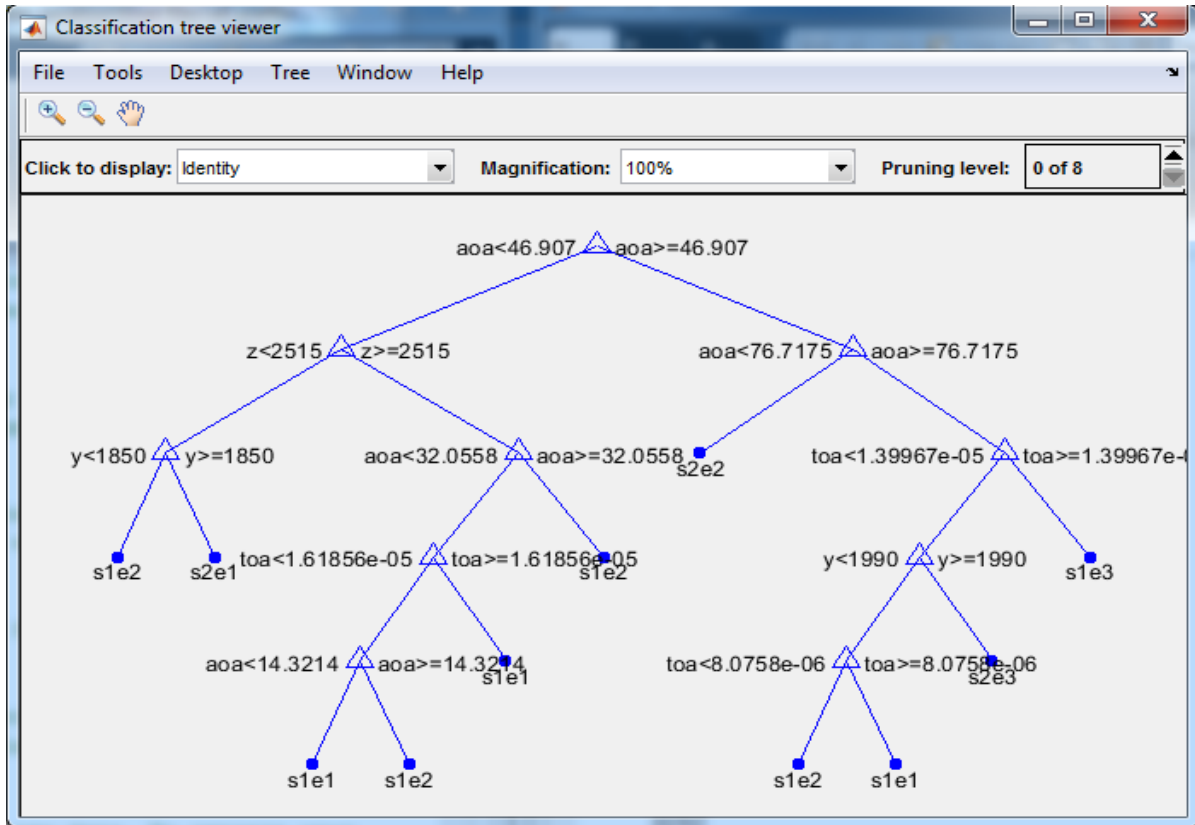 Classification tree viewer
File Tools Desktop Tree Window Help
Click to display: Identity Magnification: 100% Pruning level: 0 of 8
aoa<46.907 aoa>=46.907
z<2515 z>=2515 aoa<76.7175 aoa>=76.7175
y<1850 y>=1850 aoa<32.0558 aoa>=32.0558 s2e2 toa<1.39967e-05 toa>=1.39967e-
s1e2 s2e1 toa<1.61856e-05 toa>=1.61856e-05 s1e2 y<1990 y>=1990 s1e3
aoa<14.3214 aoa>=14.3214 s1e1 toa<8.0758e-06 toa>=8.0758e-06 s2e3
s1e1 s1e2 s1e2 s1e1